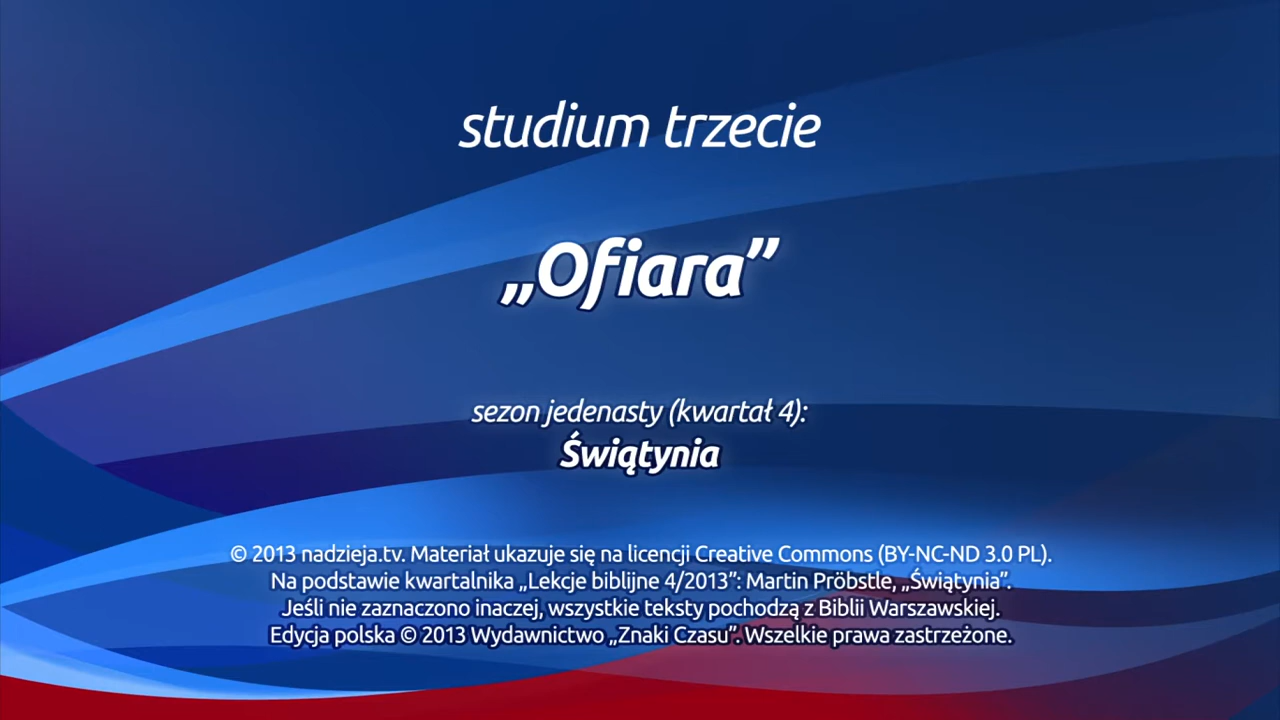 studium trzecie
„Ofiara”
sezon jedenasty (kwartał 4):
Świątynia
© 2013 nadzieja.tv. Materiał ukazuje się na licencji Creative Commons (BY-NC-ND 3.0 PL).
Na podstawie kwartalnika „Lekcje biblijne 4/2013”: Martin Pröbstle, „Świątynia”.
Jeśli nie zaznaczono inaczej, wszystkie teksty pochodzą z Biblii Warszawskiej.
Edycja polska © 2013 Wydawnictwo „Znaki Czasu”. Wszelkie prawa zastrzeżone.